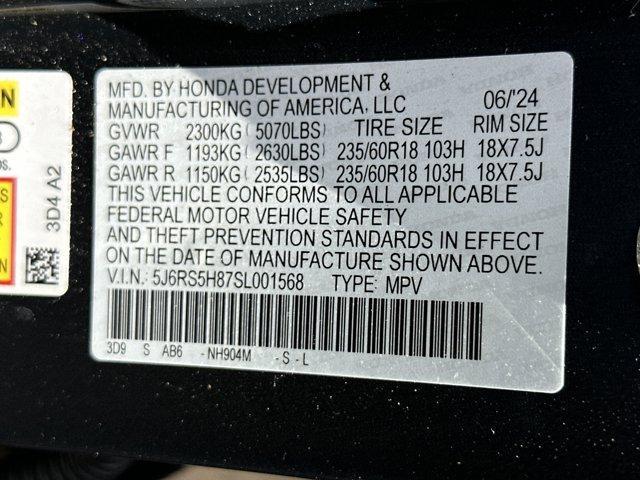 MFD. BY HONDA DEVELOPMENT &
MANUFACTURING OF AMERICA, LLC 06/'24
GVWR 2300KG ( 5070LBS) TIRE SIZE RIM SIZE
GAWR F 1193KG ( 2630LBS) 235/60R18 103H 18X7.5J
GAWR R 1150KG ( 2535LBS) 235/60R18 103H 18X7.5J
THIS VEHICLE CONFORMS TO ALL APPLICABLE
FEDERAL MOTOR VEHICLE SAFETY
AND THEFT PREVENTION STANDARDS IN EFFECT
ON THE DATE OF MANUFACTURE SHOWN ABOVE.
V.I.N.: 5J6RS5H87SL001568 TYPE: MPV
3D9 S AB6 -NH904M -S-L
3D4 A2